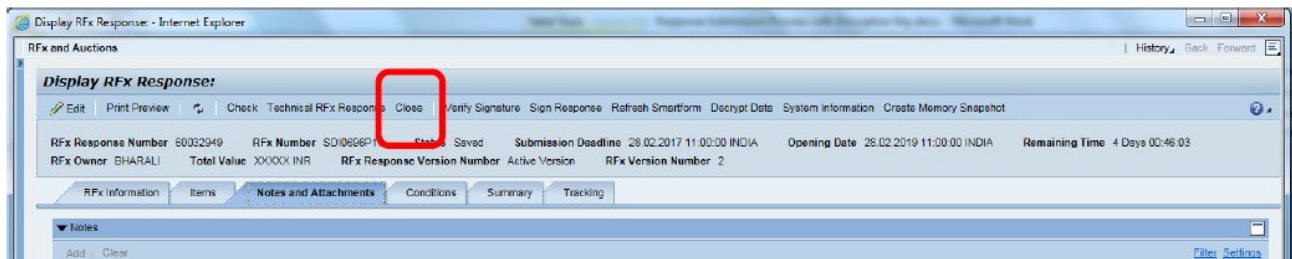 Display RFx Response: - Internet Explorer
RFx and Auctions History Back Forward
Display RFx Response:
Edit Print Preview Check Technical RFx Response Close Verify Signature Sign Response Refresh Smartform Decrypt Data System Information Create Memory Snapshot
RFx Response Number 60032949 RFx Number SDI0696P1 Status Saved Submission Deadline 28.02.2017 11:00:00 INDIA Opening Date 28.02.2019 11:00:00 INDIA Remaining Time 4 Days 00:46:03
RFx Owner BHARALI Total Value XXXXX INR RFx Response Version Number Active Version RFx Version Number 2
RFx Information Items Notes and Attachments Conditions Summary Tracking
Notes
Add Clear Filter Settings